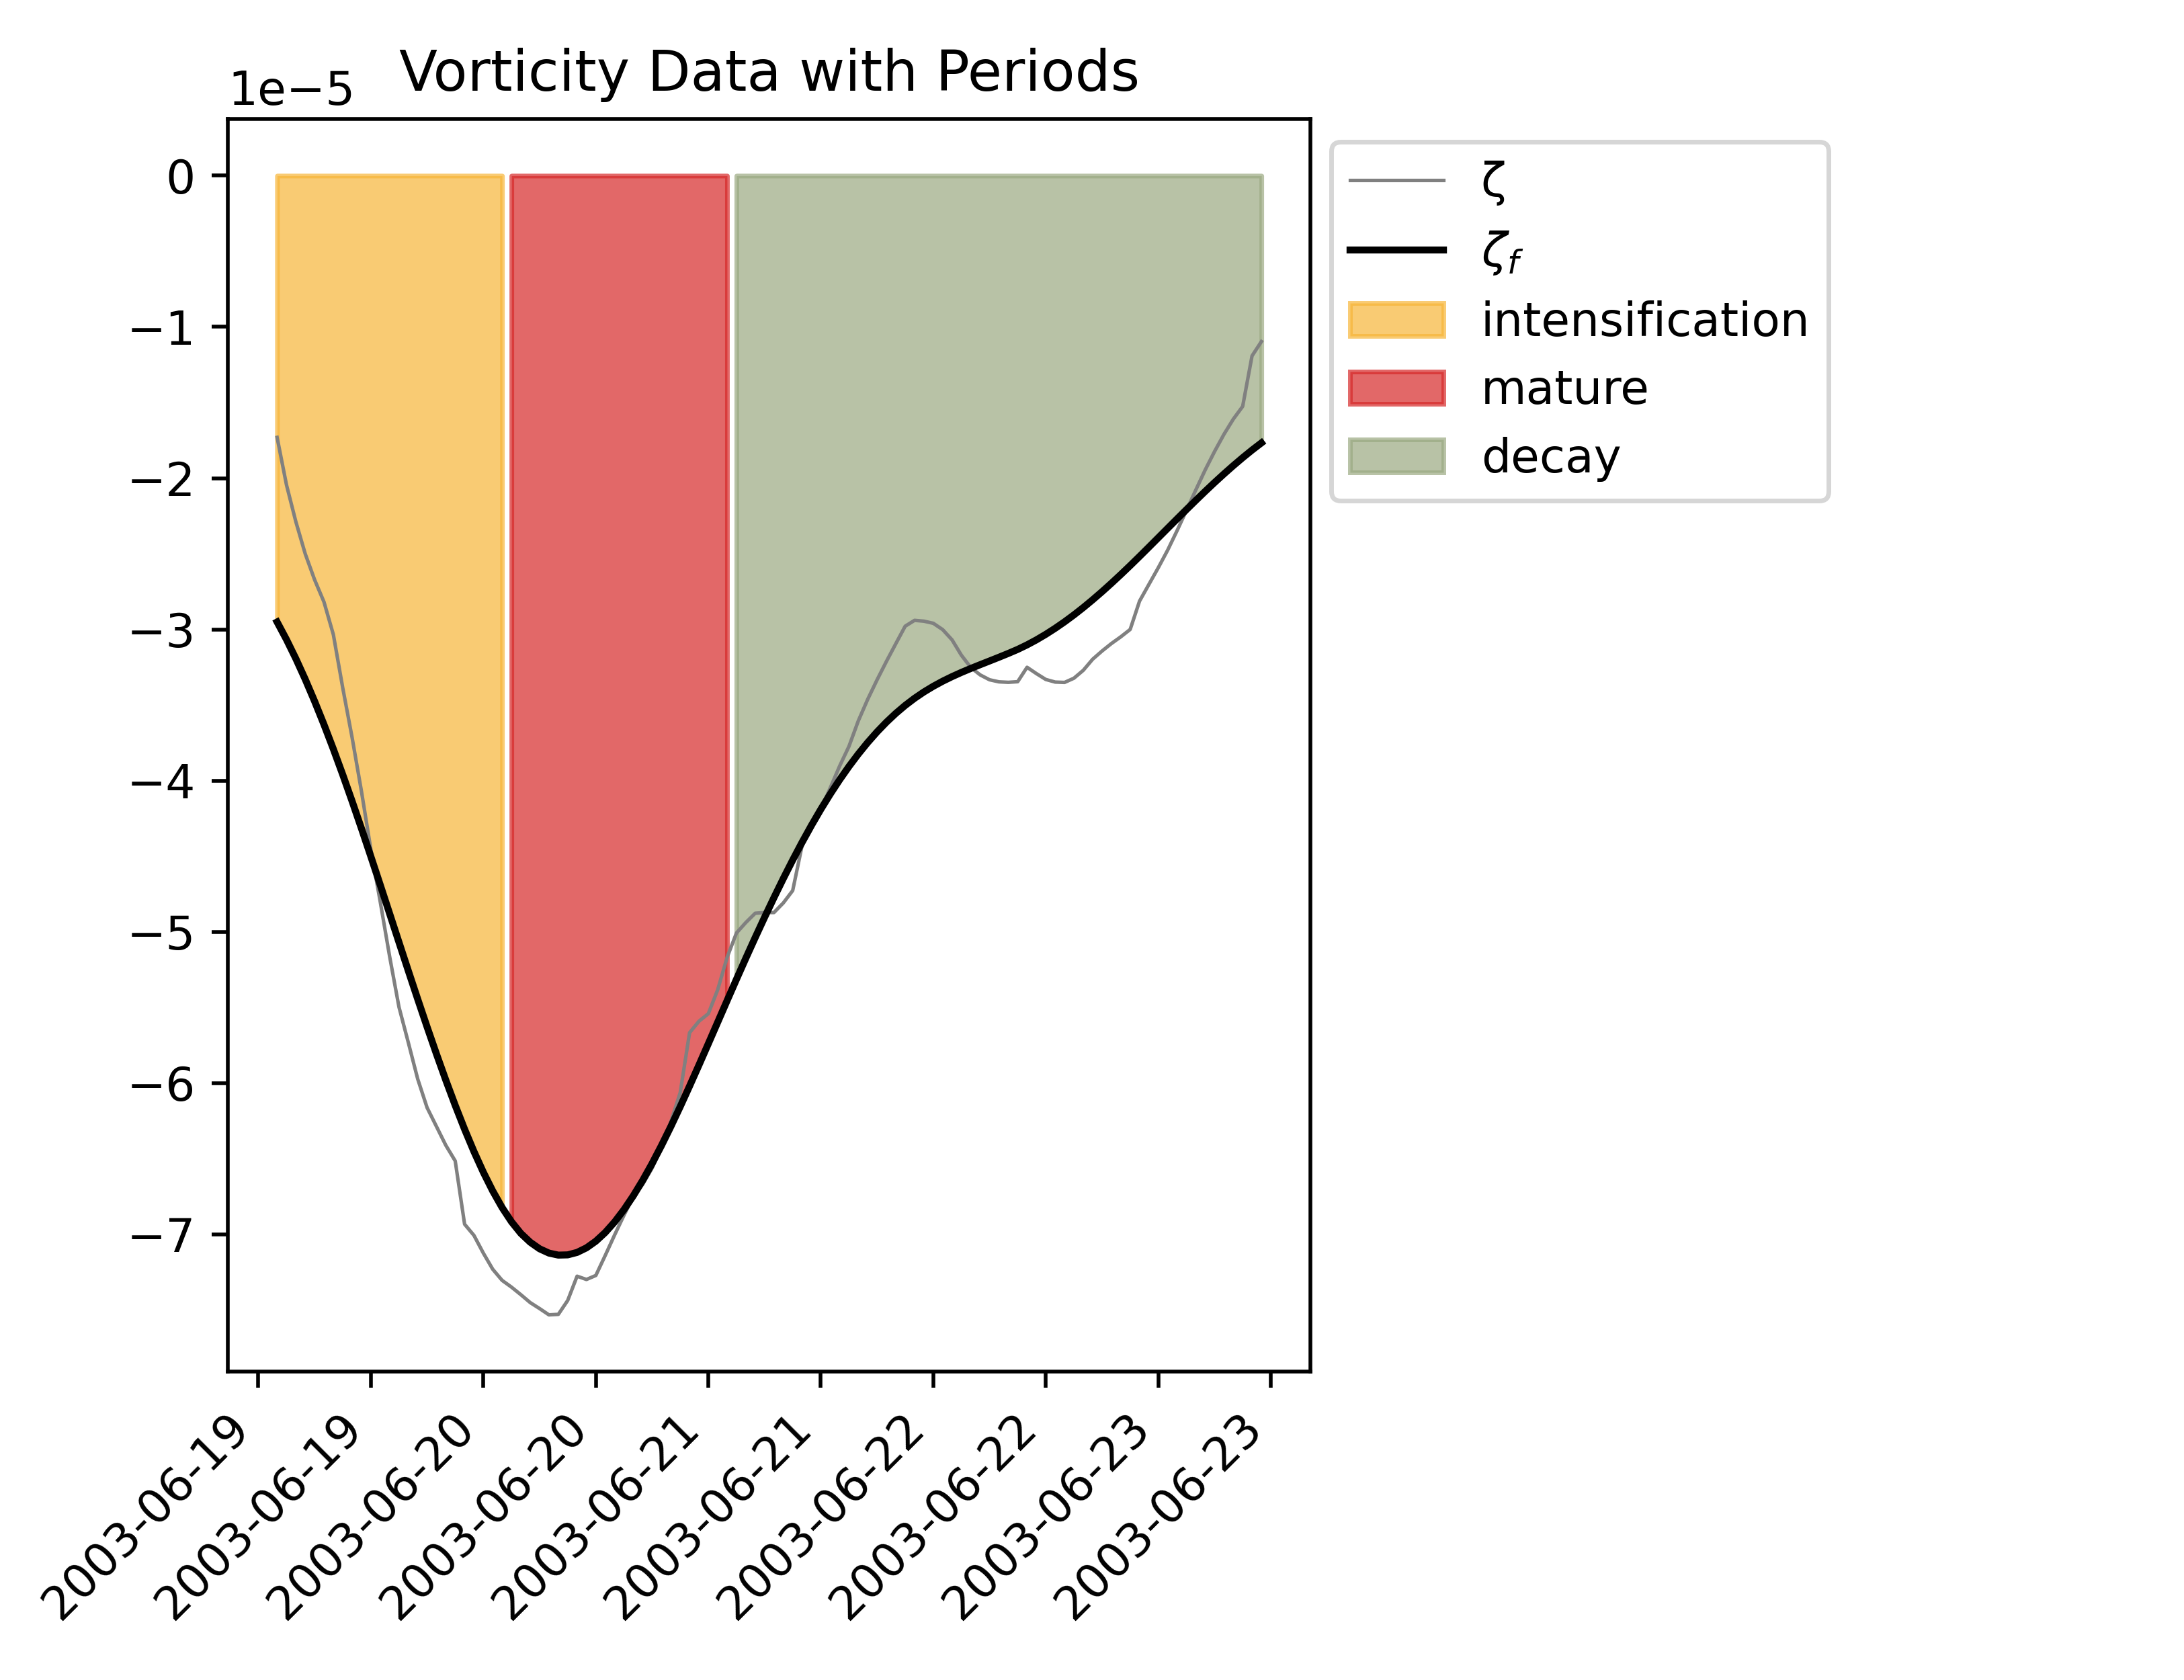 Vorticity Data with Periods
1e−5
0
−1
−2
−3
−4
−5
−6
−7
2003-06-19
2003-06-19
2003-06-20
2003-06-20
2003-06-21
2003-06-21
2003-06-22
2003-06-22
2003-06-23
2003-06-23
ζ
ζf
intensification
mature
decay